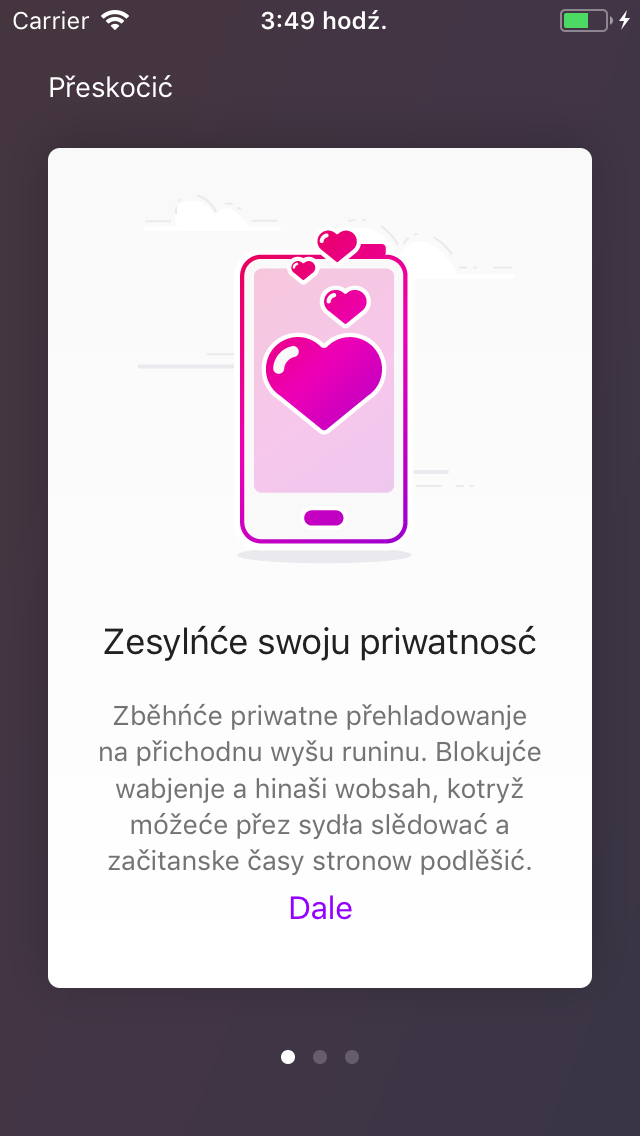 Carrier 3:49 hodź.
Přeskočić
Zesylńće swoju priwatnosć
Zběhńće priwatne přehladowanje
na přichodnu wyšu runinu. Blokujće
wabjenje a hinaši wobsah, kotryž
móžeće přez sydła slědować a
začitanske časy stronow podlěšić.
Dale